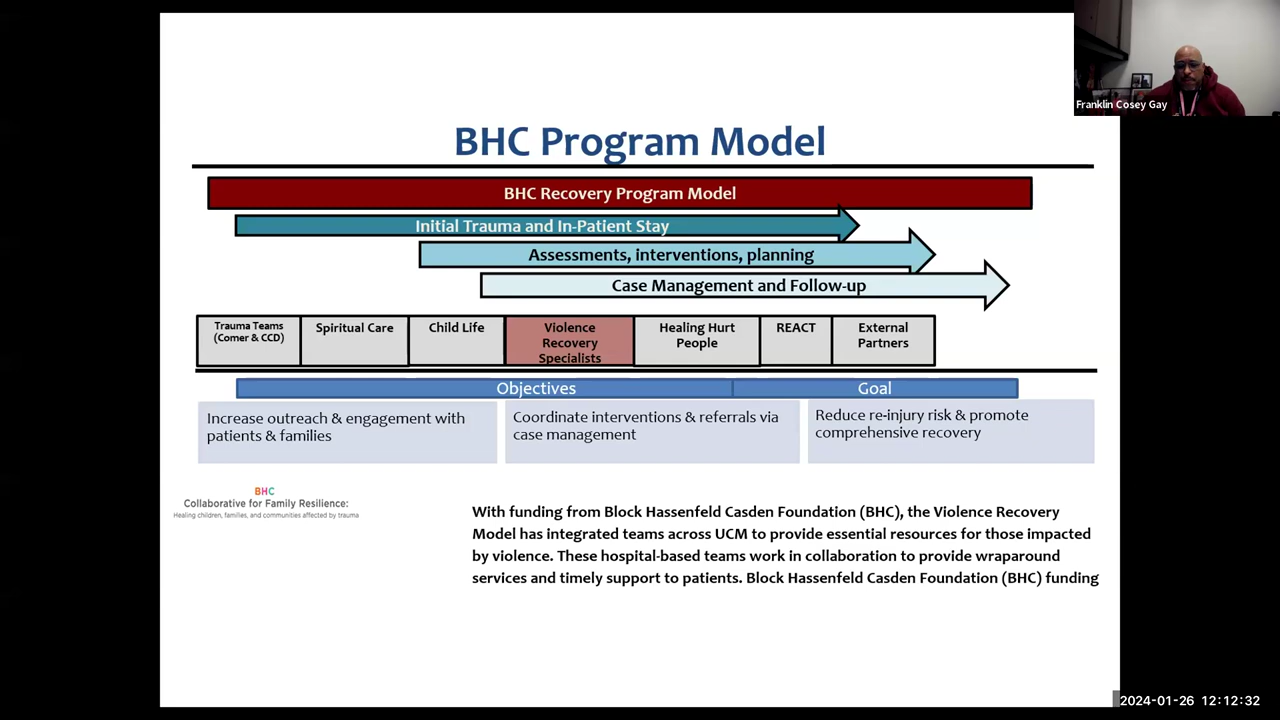 Franklin Cosey Gay
BHC Program Model
BHC Recovery Program Model
Initial Trauma and In-Patient Stay
Assessments, interventions, planning
Case Management and Follow-up
Trauma Teams
(Comer & CCD)
Spiritual Care
Child Life
Violence
Recovery
Specialists
Healing Hurt
People
REACT
External
Partners
Objectives
Goal
Increase outreach & engagement with
patients & families
Coordinate interventions & referrals via
case management
Reduce re-injury risk & promote
comprehensive recovery
BHC
Collaborative for Family Resilience:
Healing children, families, and communities affected by trauma
With funding from Block Hassenfeld Casden Foundation (BHC), the Violence Recovery
Model has integrated teams across UCM to provide essential resources for those impacted
by violence. These hospital-based teams work in collaboration to provide wraparound
services and timely support to patients. Block Hassenfeld Casden Foundation (BHC) funding
2024-01-26 12:12:32